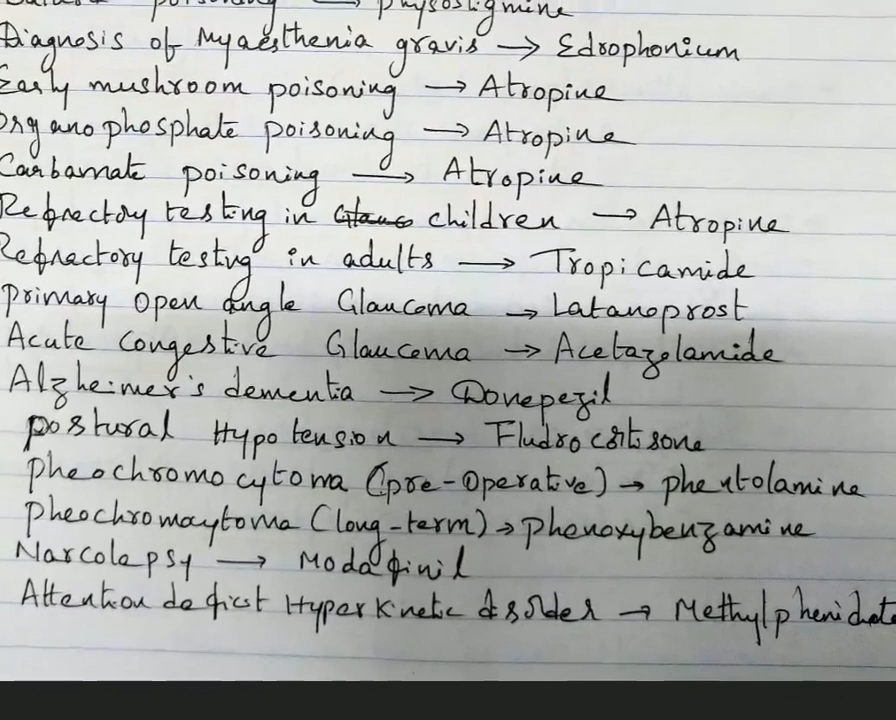 poisoning → physostigmine
Diagnosis of Myaesthenia gravis → Edrophonium
Early mushroom poisoning → Atropine
Organophosphate poisoning → Atropine
Carbamate poisoning → Atropine
Refractory testing in children → Atropine
Refractory testing in adults → Tropicamide
Primary open angle Glaucoma → Latanoprost
Acute Congestive Glaucoma → Acetazolamide
Alzheimer's dementia → Donepezil
postural Hypotension → Fludrocortisone
pheochromocytoma (pre-Operative) → phentolamine
Pheochromocytoma (long-term) → phenoxybenzamine
Narcolepsy → Modafinil
Attention deficit Hyperkinetic disorder → Methylphenidate